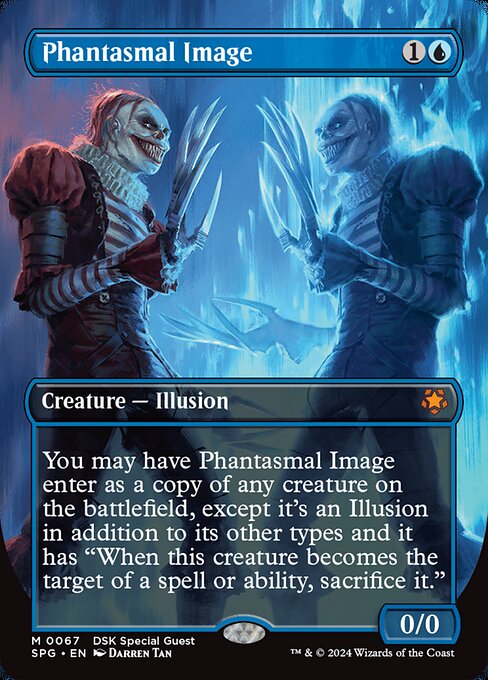 Phantasmal Image 1
Creature — Illusion
You may have Phantasmal Image
enter as a copy of any creature on
the battlefield, except it's an Illusion
in addition to its other types and it
has “When this creature becomes the
target of a spell or ability, sacrifice it.”
0/0
M 0067 DSK Special Guest
SPG • EN Darren Tan ™ & © 2024 Wizards of the Coast